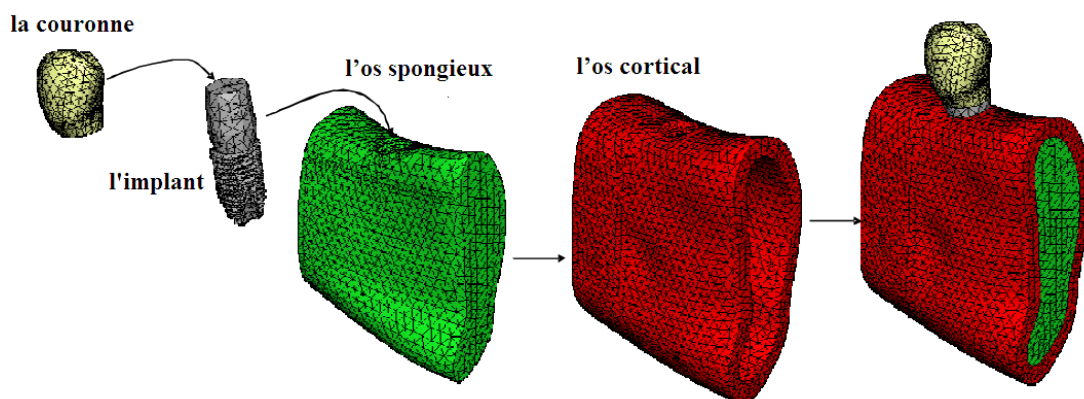 la couronne
l'os spongieux
l'os cortical
l'implant